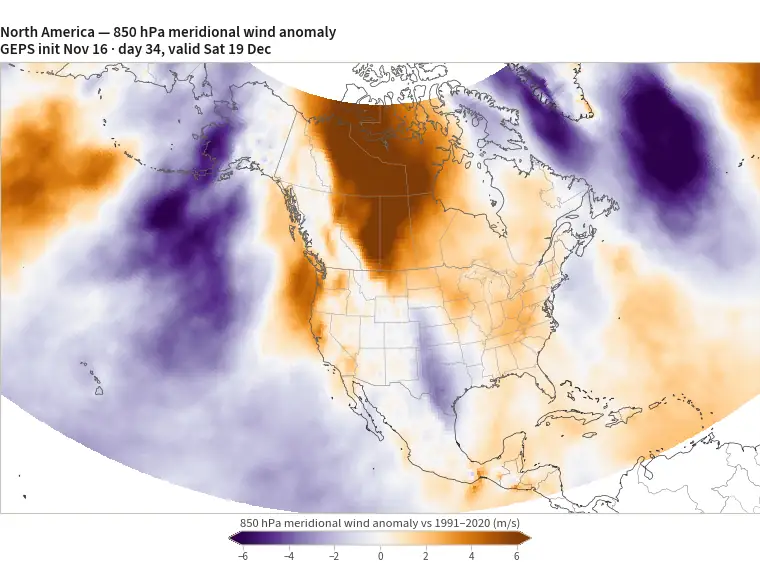 North America — 850 hPa meridional wind anomaly
GEPS init Nov 16 · day 34, valid Sat 19 Dec
850 hPa meridional wind anomaly vs 1991–2020 (m/s)
−6 −4 −2 0 2 4 6